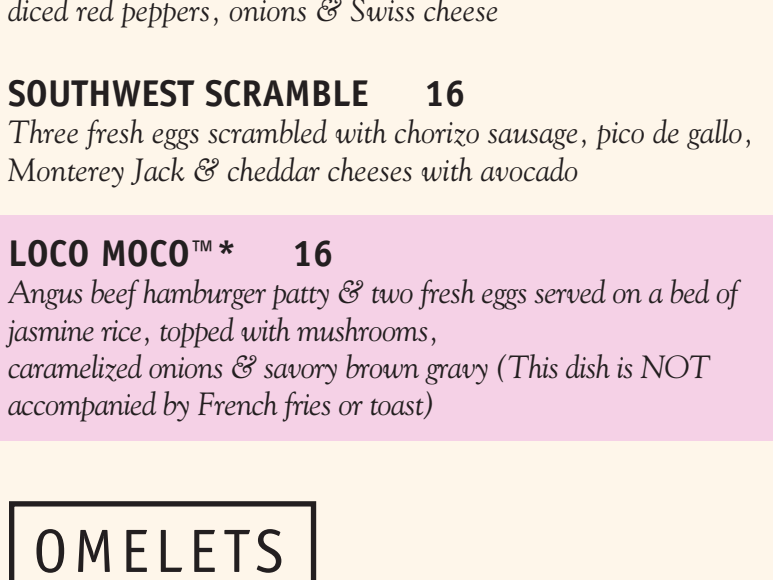 diced red peppers, onions & Swiss cheese
SOUTHWEST SCRAMBLE 16
Three fresh eggs scrambled with chorizo sausage, pico de gallo,
Monterey Jack & cheddar cheeses with avocado
LOCO MOCO™* 16
Angus beef hamburger patty & two fresh eggs served on a bed of
jasmine rice, topped with mushrooms,
caramelized onions & savory brown gravy (This dish is NOT
accompanied by French fries or toast)
OMELETS